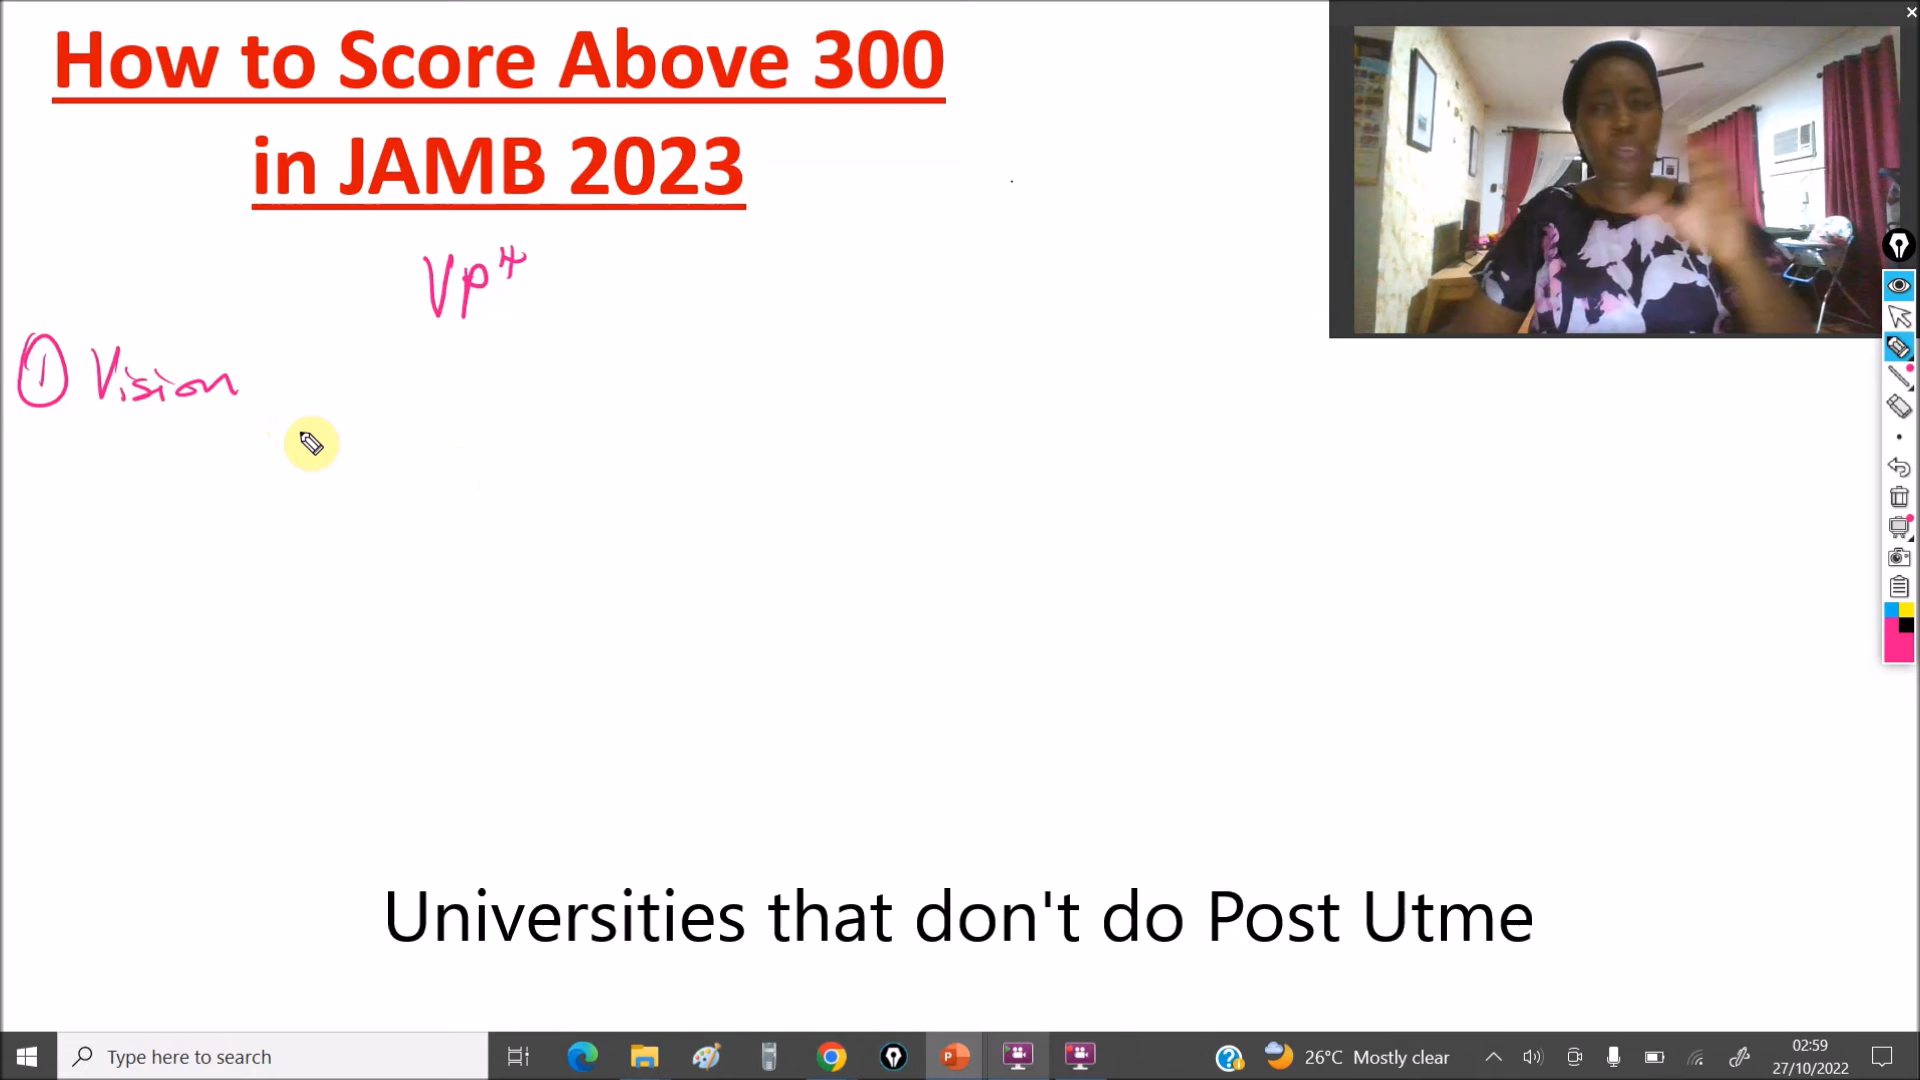 How to Score Above 300
in JAMB 2023
Vp⁴
① Vision
Universities that don't do Post Utme
Type here to search
26°C Mostly clear
02:59
27/10/2022